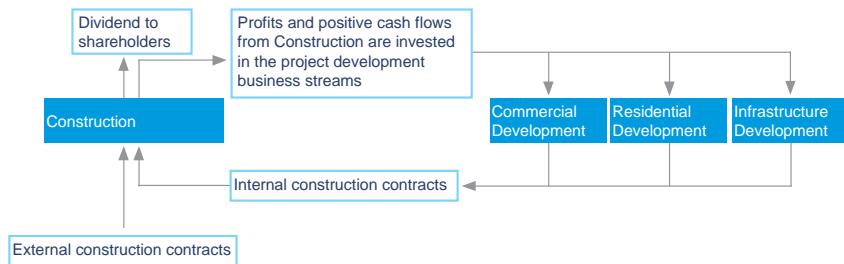 Dividend to
shareholders
Profits and positive cash flows
from Construction are invested
in the project development
business streams
Construction
Commercial
Development
Residential
Development
Infrastructure
Development
Internal construction contracts
External construction contracts